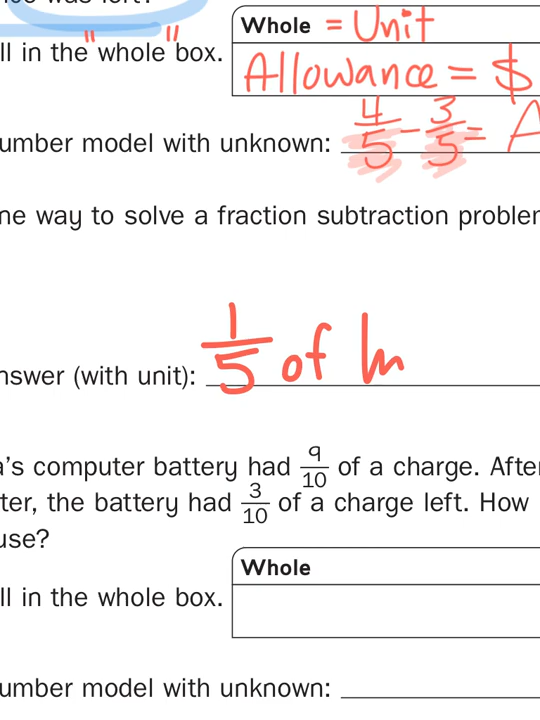 Whole = Unit
ll in the "whole" box.
Allowance = $
umber model with unknown: 4/5 - 3/5 = A
ne way to solve a fraction subtraction problem
1/5 of
nswer (with unit):
a's computer battery had 9/10 of a charge. After
ter, the battery had 3/10 of a charge left. How
use?
Whole
ll in the whole box.
umber model with unknown: